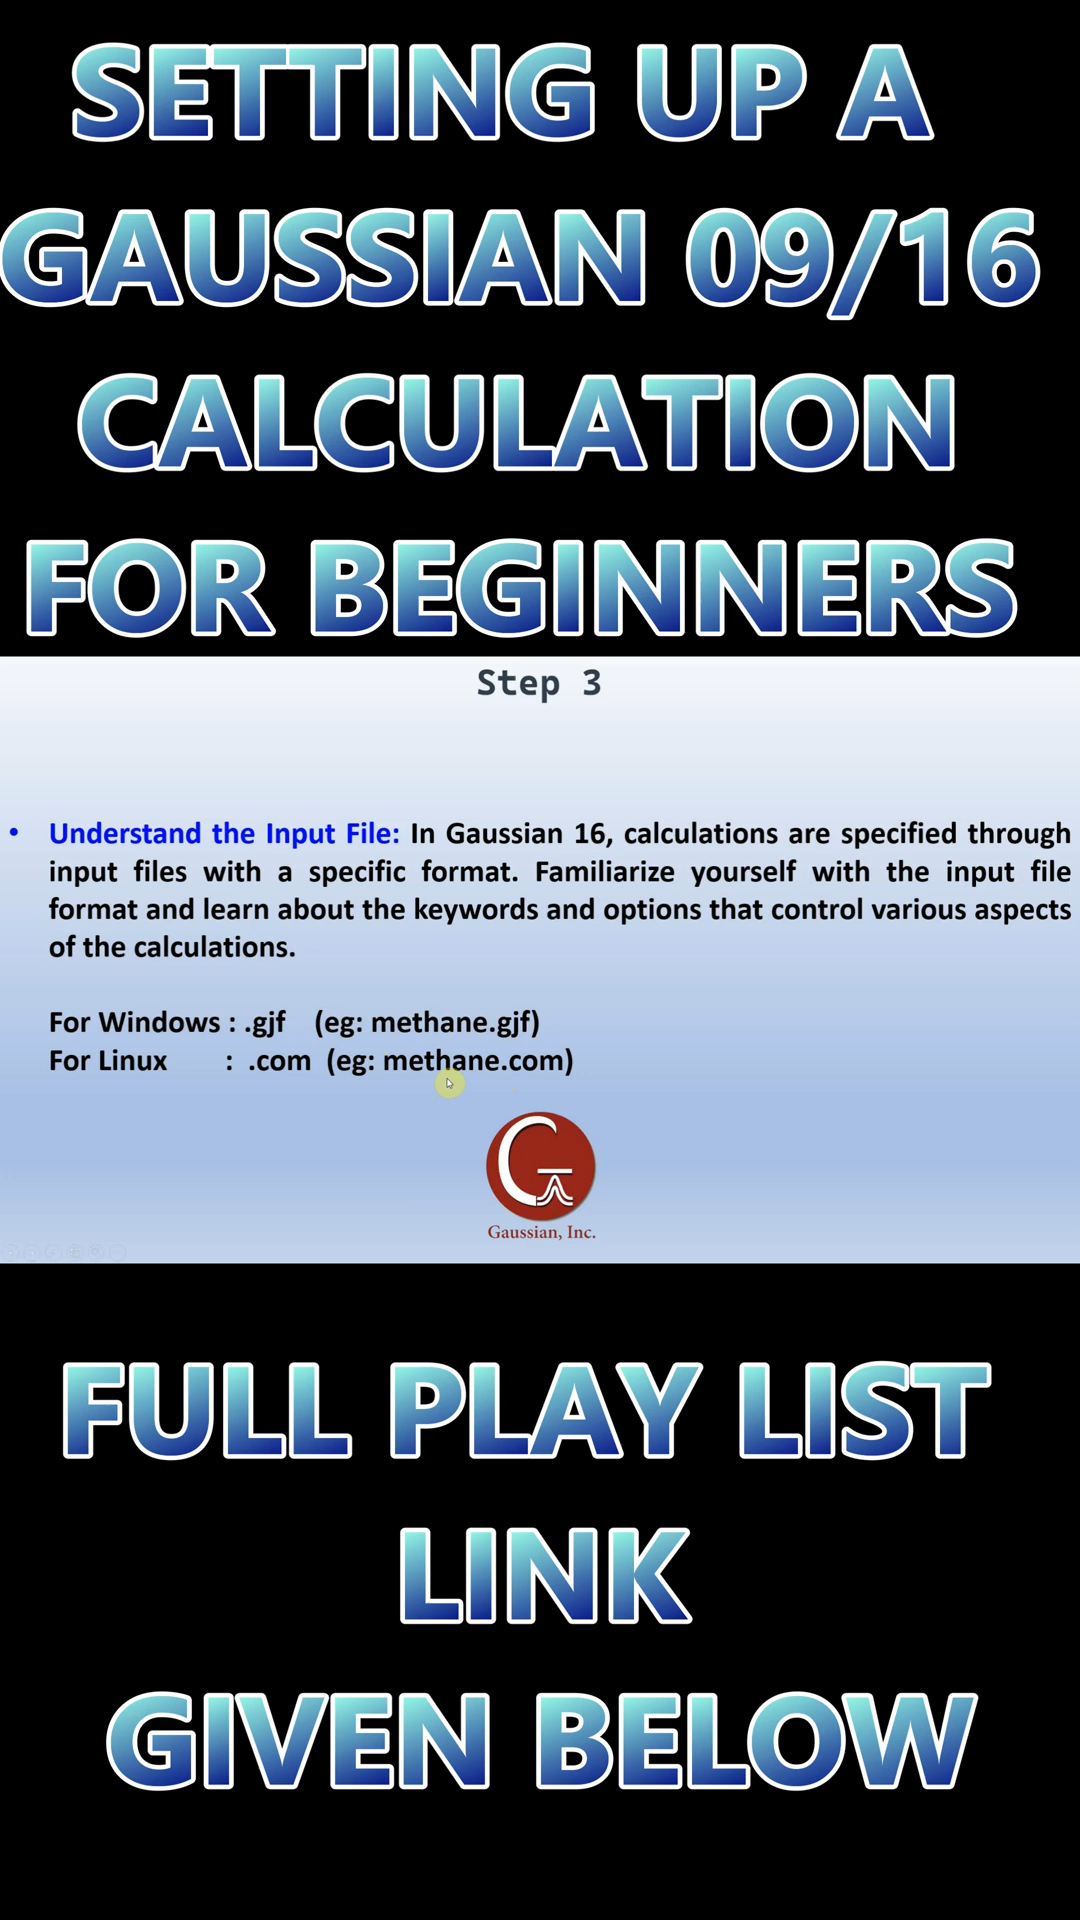 SETTING UP A
GAUSSIAN 09/16
CALCULATION
FOR BEGINNERS
Step 3
• Understand the Input File: In Gaussian 16, calculations are specified through
input files with a specific format. Familiarize yourself with the input file
format and learn about the keywords and options that control various aspects
of the calculations.
For Windows : .gjf (eg: methane.gjf)
For Linux : .com (eg: methane.com)
Gaussian, Inc.
FULL PLAY LIST
LINK
GIVEN BELOW